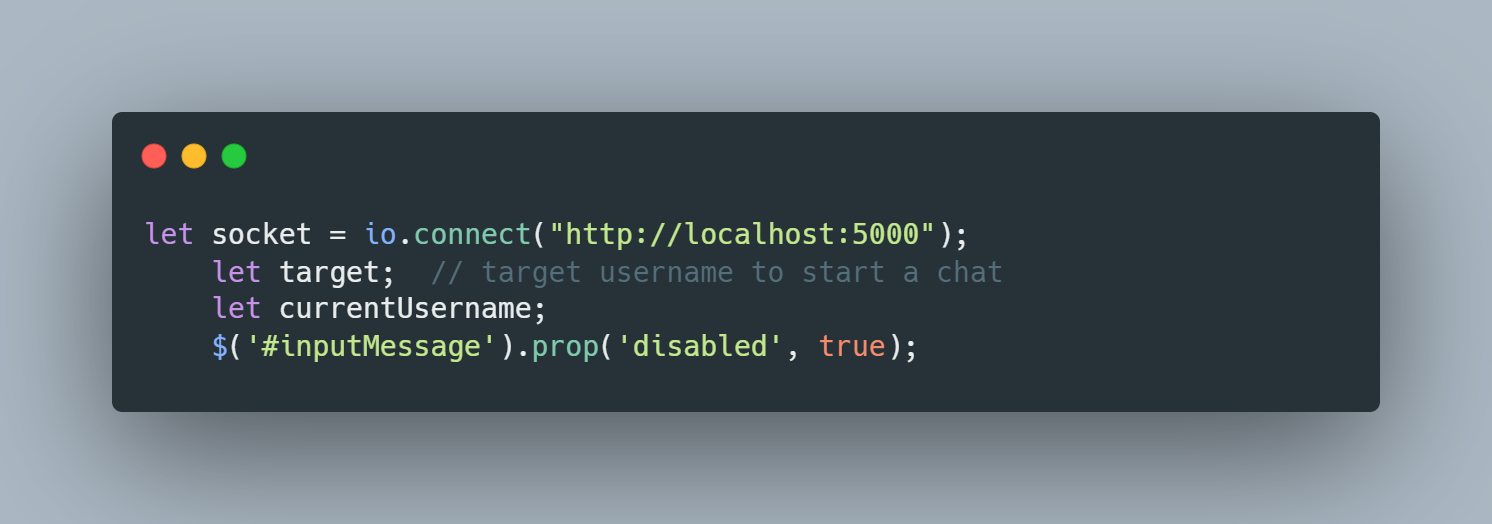 let socket = io.connect("http://localhost:5000");
    let target;  // target username to start a chat
    let currentUsername;
    $('#inputMessage').prop('disabled', true);